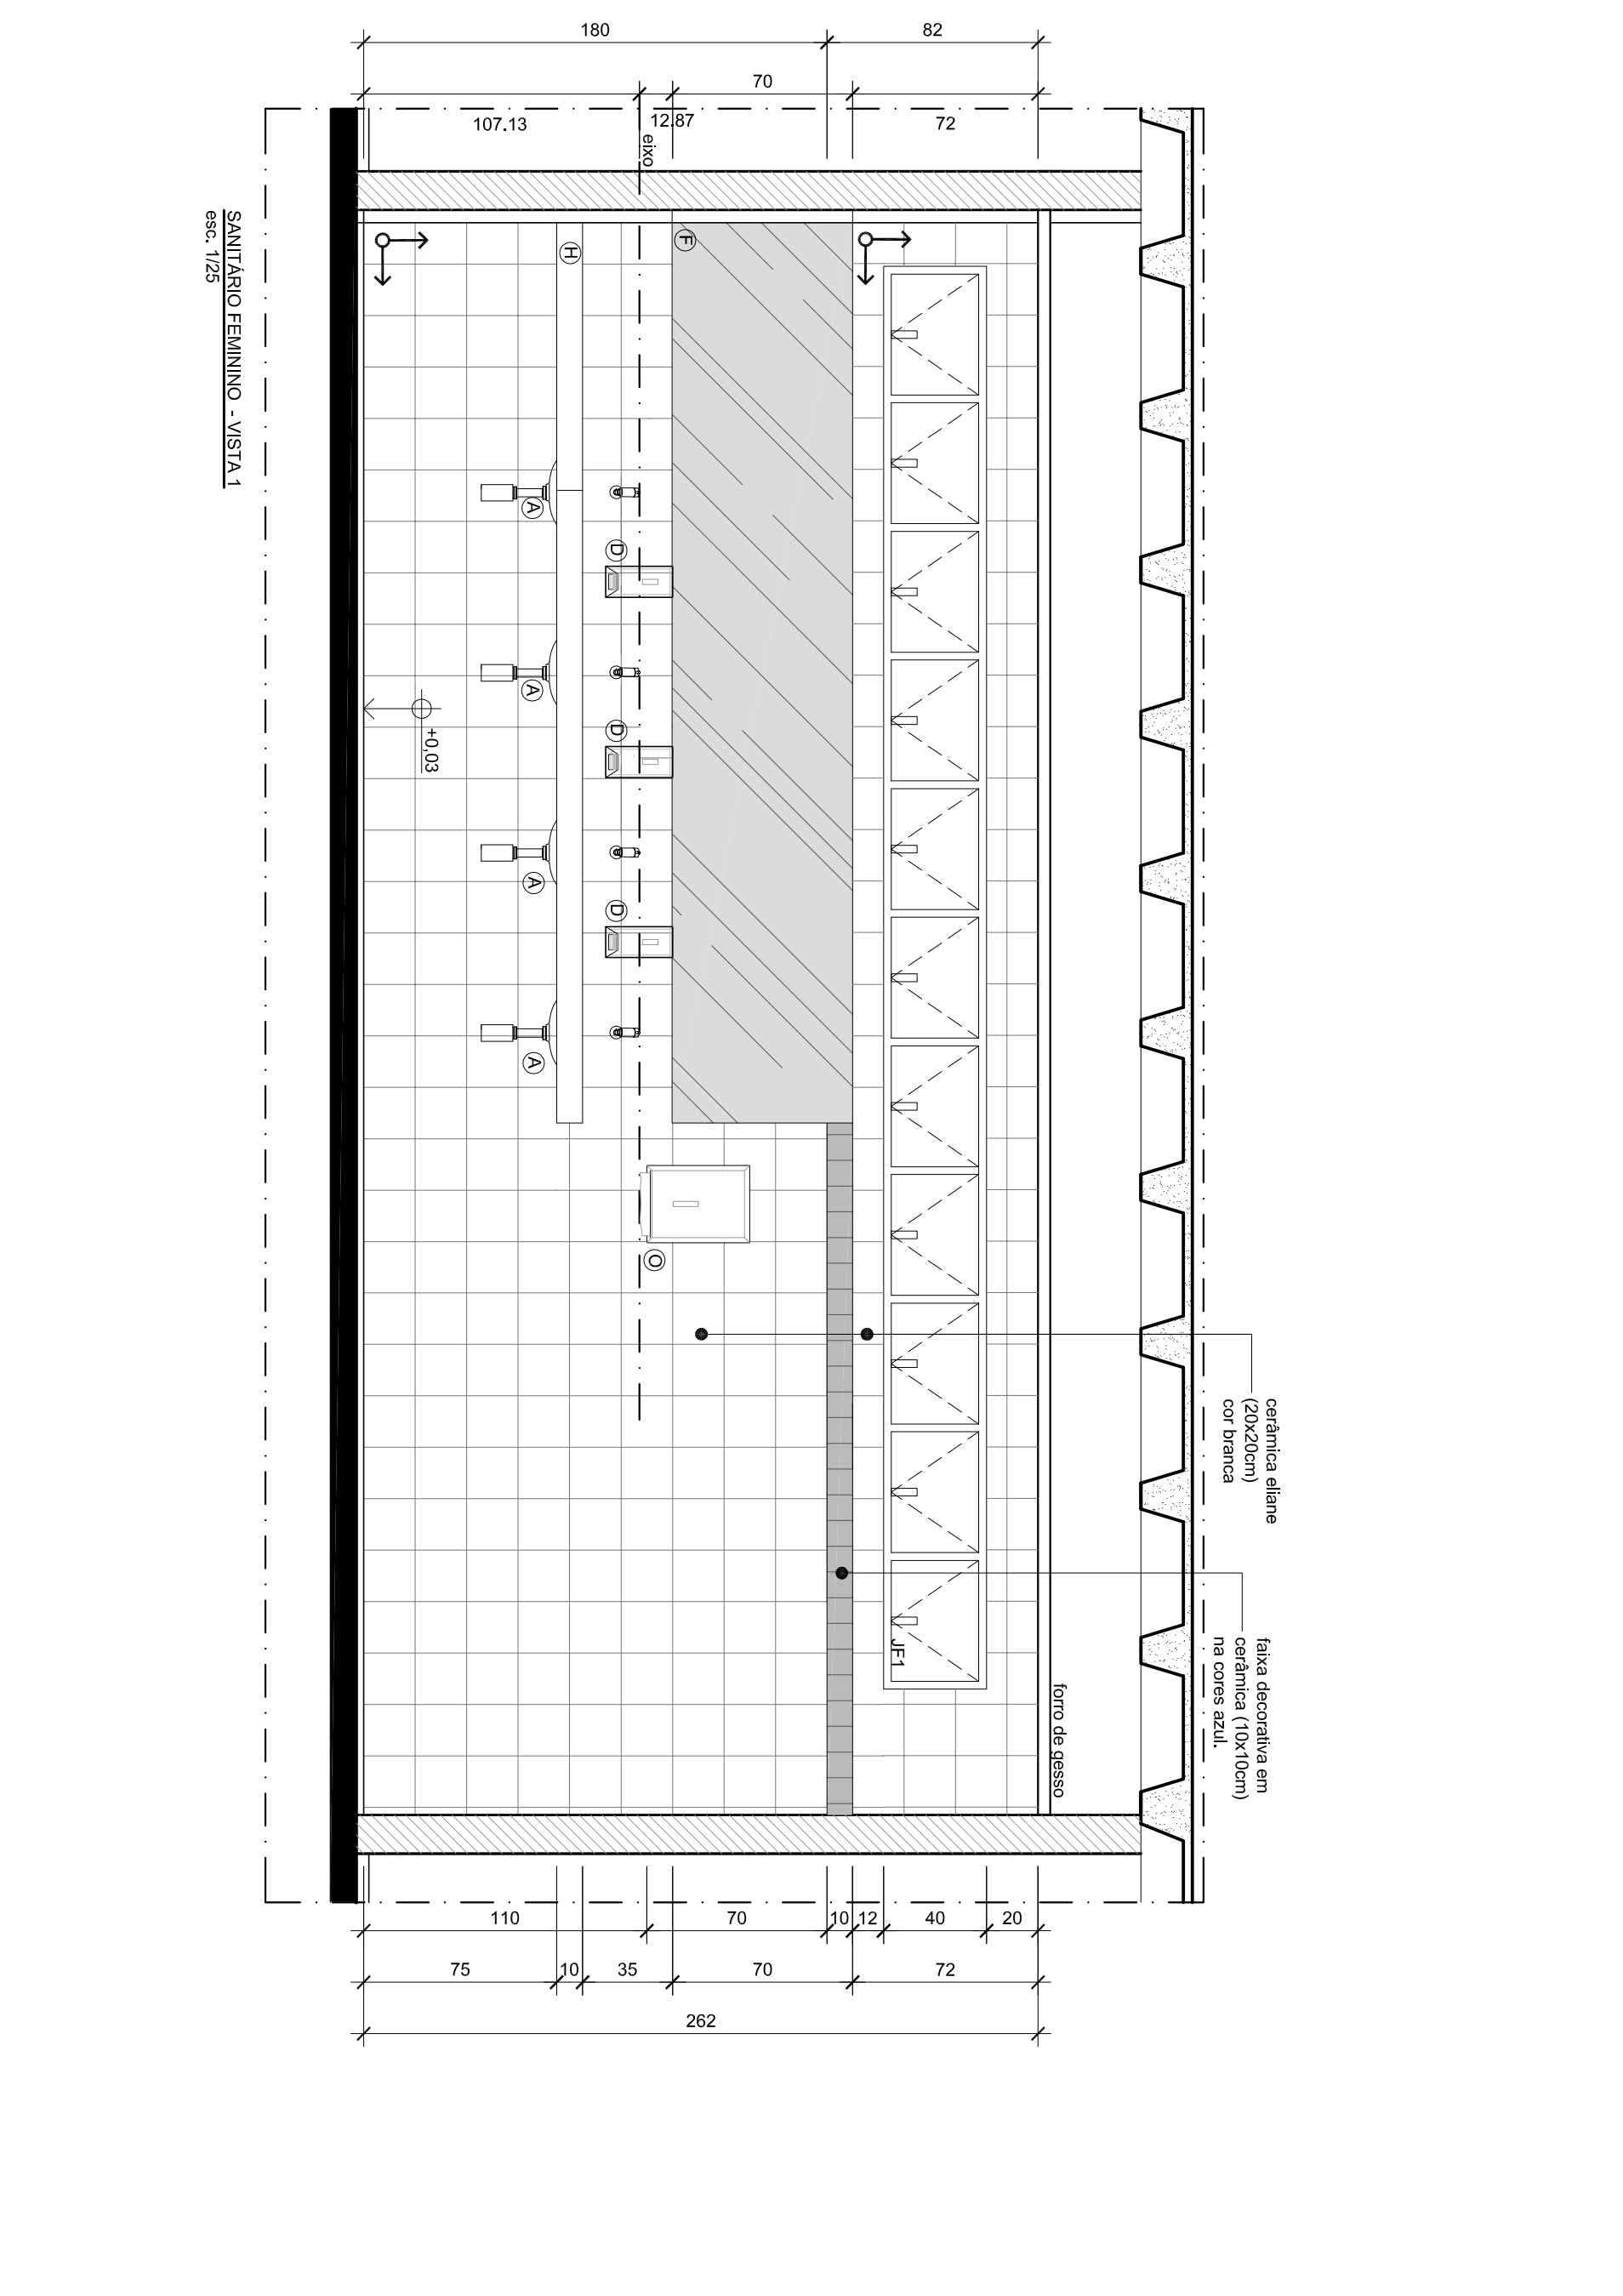 180
82
70
107.13
12.87
72
eixo
F
H
A
D
A
D
A
D
A
O
+0,03
JF1
forro de gesso
cerâmica eliane
(20x20cm)
cor branca
faixa decorativa em
cerâmica (10x10cm)
na cores azul.
110
70
10
12
40
20
75
10
35
70
72
262
SANITÁRIO FEMININO - VISTA 1
esc. 1/25